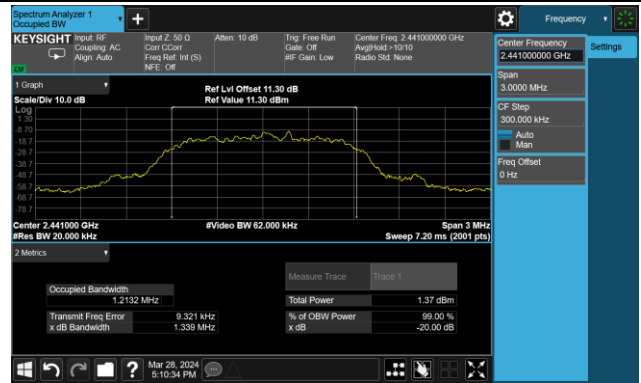 Spectrum Analyzer 1
Occupied BW
+
Frequency
KEYSIGHT
Input: RF
Coupling: AC
Align: Auto
Input Z: 50 Ω
Corr CCorr
Freq Ref: Int (S)
NFE: Off
Atten: 10 dB
Trig: Free Run
Gate: Off
#IF Gain: Low
Center Freq: 2.441000000 GHz
Avg|Hold:>10/10
Radio Std: None
Center Frequency
2.441000000 GHz
Settings
Span
3.0000 MHz
CF Step
300.000 kHz
Auto
Man
Freq Offset
0 Hz
1 Graph
Scale/Div 10.0 dB
Ref Lvl Offset 11.30 dB
Ref Value 11.30 dBm
Log
1.30
-8.70
-18.7
-28.7
-38.7
-48.7
-58.7
-68.7
-78.7
Center 2.441000 GHz
#Res BW 20.000 kHz
#Video BW 62.000 kHz
Span 3 MHz
Sweep 7.20 ms (2001 pts)
2 Metrics
Measure Trace
Trace 1
Occupied Bandwidth
1.2132 MHz
Total Power
1.37 dBm
Transmit Freq Error
9.321 kHz
% of OBW Power
99.00 %
x dB Bandwidth
1.339 MHz
x dB
-20.00 dB
?
Mar 28, 2024
5:10:34 PM